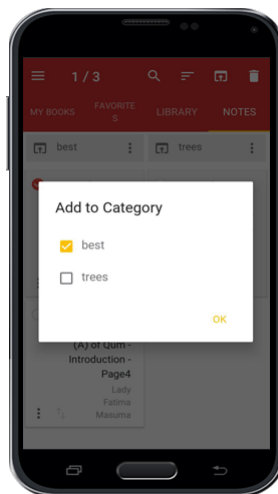 1 / 3
MY BOOKS
FAVORITE
S
LIBRARY
NOTES
best
trees
Add to Category
best
trees
OK
(A) of Qum -
Introduction -
Page4
Lady
Fatima
Masuma